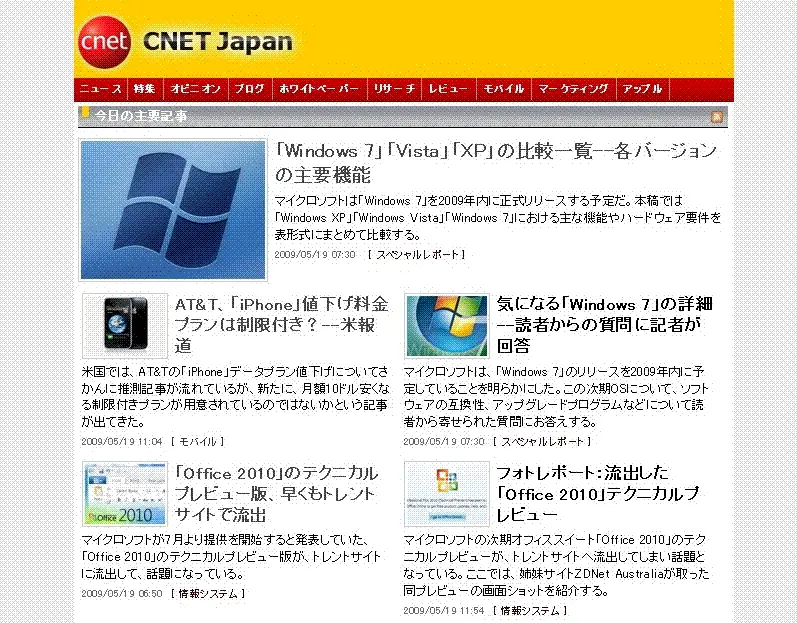 cnet CNET Japan
ニュース 特集 オピニオン ブログ ホワイトペーパー リサーチ レビュー モバイル マーケティング アップル
今日の主要記事
「Windows 7」「Vista」「XP」の比較一覧--各バージョン
の主要機能
マイクロソフトは「Windows 7」を2009年内に正式リリースする予定だ。本稿では
「Windows XP」「Windows Vista」「Windows 7」における主な機能やハードウェア要件を
表形式にまとめて比較する。
2009/05/19 07:30 [ スペシャルレポート ]
AT&T、「iPhone」値下げ料金
プランは制限付き？--米報
道
米国では、AT&Tの「iPhone」データプラン値下げについてさ
かんに推測記事が流れているが、新たに、月額10ドル安くな
る制限付きプランが用意されているのではないかという記事
が出てきた。
2009/05/19 11:04 [ モバイル ]
気になる「Windows 7」の詳細
--読者からの質問に記者が
回答
マイクロソフトは、「Windows 7」のリリースを2009年内に予
定していることを明らかにした。この次期OSについて、ソフト
ウェアの互換性、アップグレードプログラムなどについて読
者から寄せられた質問にお答えする。
2009/05/19 07:30 [ スペシャルレポート ]
Office 2010
「Office 2010」のテクニカル
プレビュー版、早くもトレント
サイトで流出
マイクロソフトが7月より提供を開始すると発表していた、
「Office 2010」のテクニカルプレビュー版が、トレントサイト
に流出して、話題になっている。
2009/05/19 06:50 [ 情報システム ]
フォトレポート：流出した
「Office 2010」テクニカルプ
レビュー
マイクロソフトの次期オフィススイート「Office 2010」のテク
ニカルプレビューが、トレントサイトへ流出してしまい話題と
なっている。ここでは、姉妹サイトZDNet Australiaが取った
同プレビューの画面ショットを紹介する。
2009/05/19 11:54 [ 情報システム ]